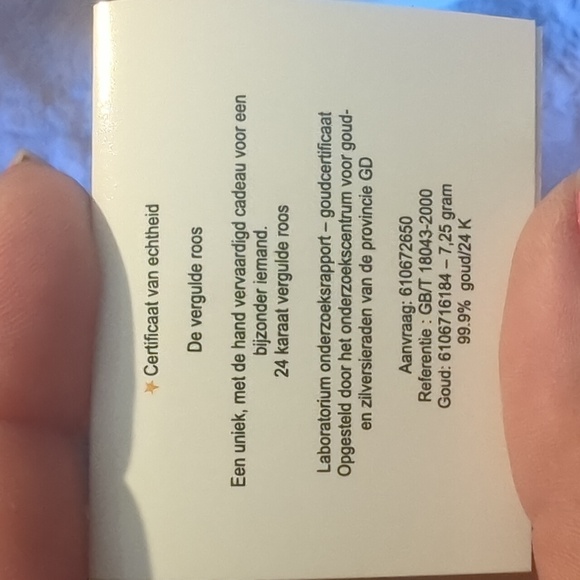 Certificaat van echtheid
De vergulde roos
Een uniek, met de hand vervaardigd cadeau voor een
bijzonder iemand.
24 karaat vergulde roos
Laboratorium onderzoeksrapport – goudcertificaat
Opgesteld door het onderzoekscentrum voor goud-
en zilversieraden van de provincie GD
Aanvraag: 610672650
Referentie : GB/T 18043-2000
Goud: 6106716184 – 7,25 gram
99.9% goud/24 K